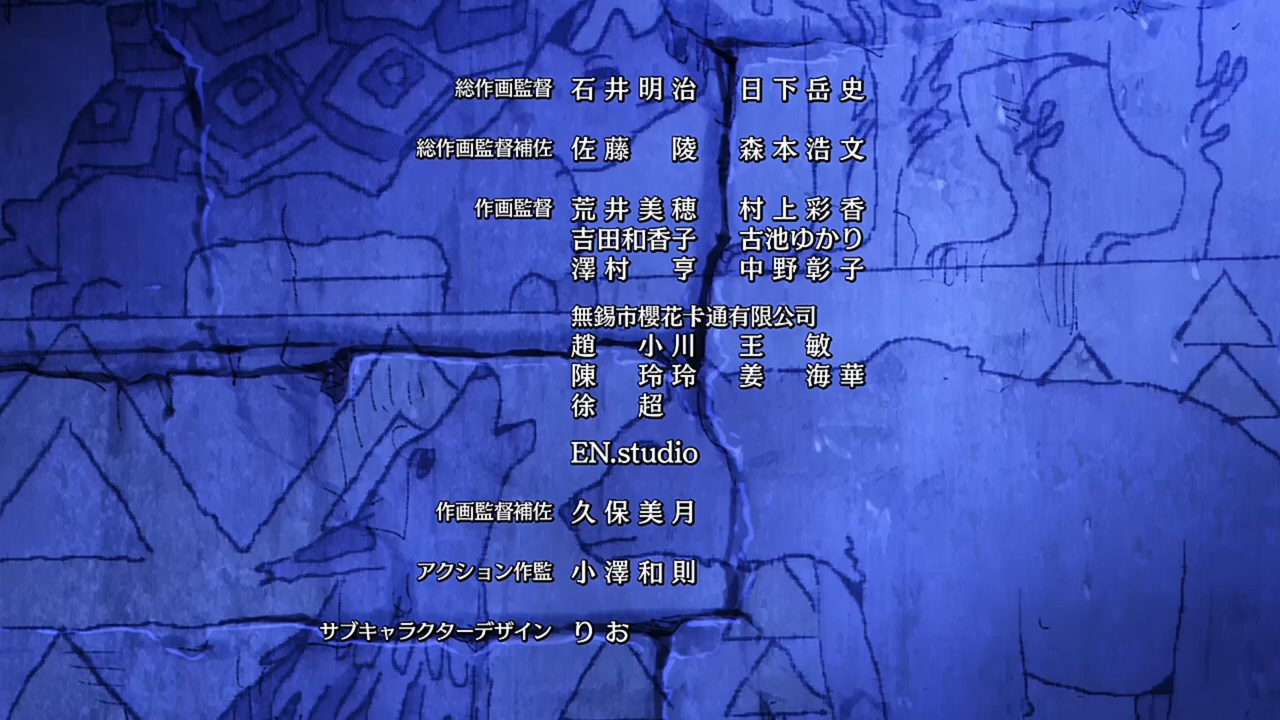 総作画監督 石井明治 日下岳史
総作画監督補佐 佐藤 陵 森本浩文
作画監督 荒井美穂 村上彩香
吉田和香子 古池ゆかり
澤村 亨 中野彰子
無錫市櫻花卡通有限公司
趙 小川 王 敏
陳 玲玲 姜 海華
徐 超
EN.studio
作画監督補佐 久保美月
アクション作監 小澤和則
サブキャラクターデザイン りお